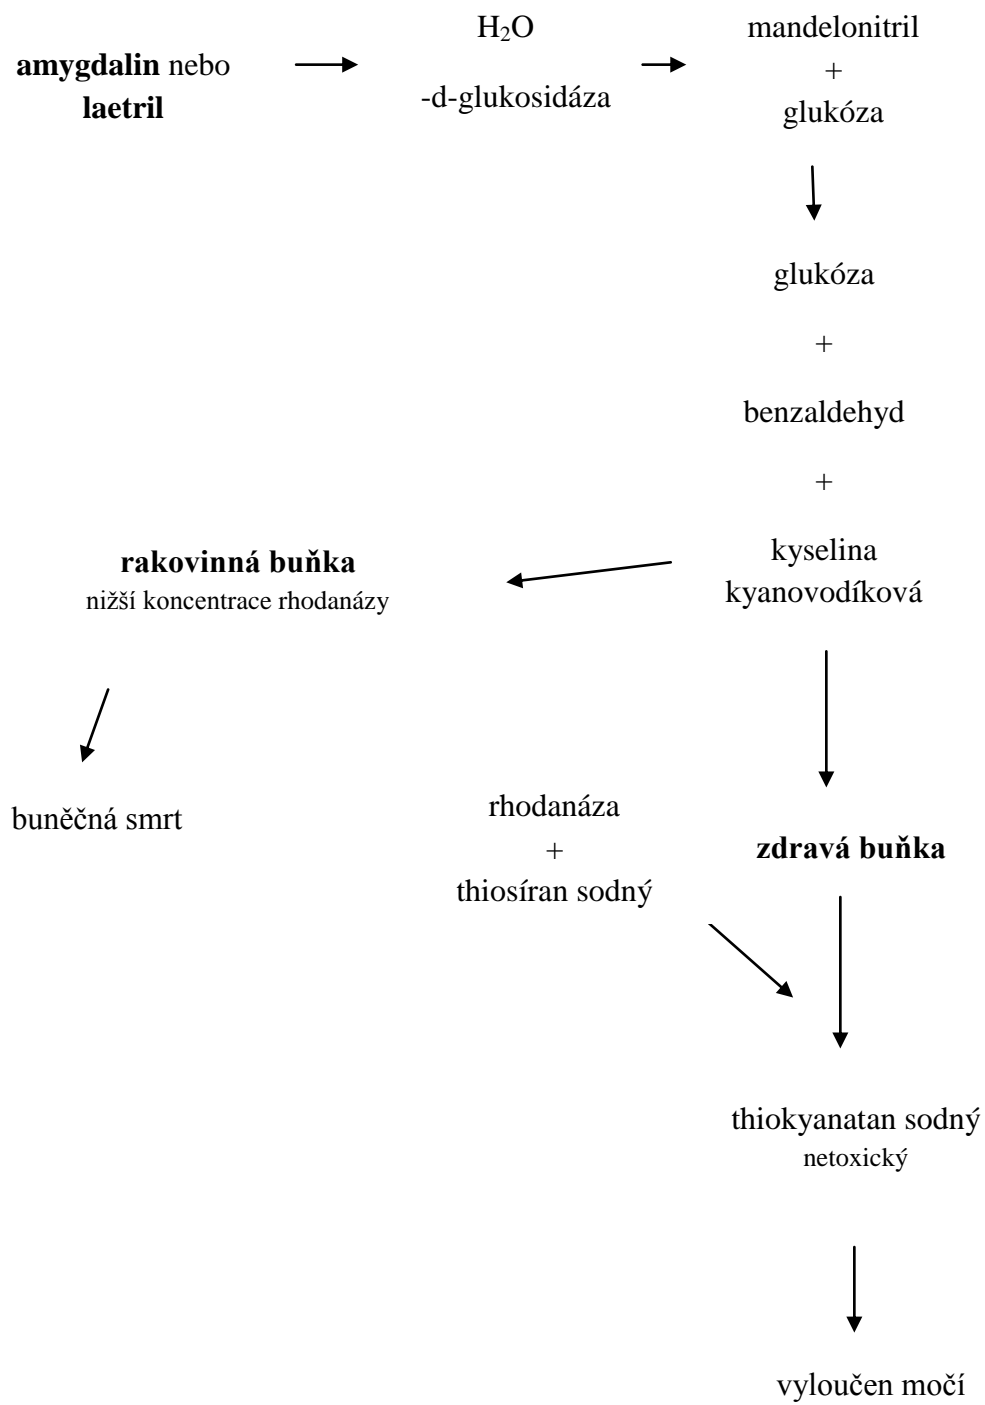 amygdalin nebo
laetril
H₂O
-d-glukosidáza
mandelonitril
+
glukóza
glukóza
+
benzaldehyd
+
kyselina
kyanovodíková
rakovinná buňka
nižší koncentrace rhodanázy
buněčná smrt
rhodanáza
+
thiosíran sodný
zdravá buňka
thiokyanatan sodný
netoxický
vyloučen močí